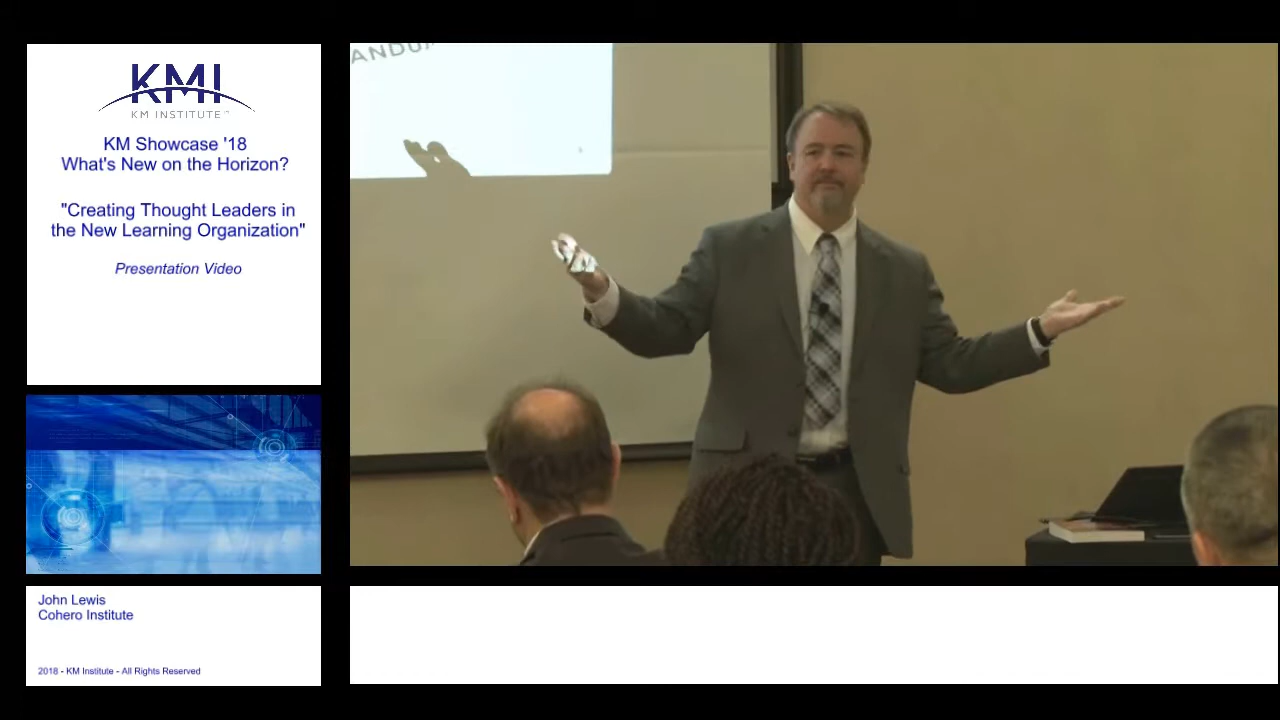 KMI
KM INSTITUTE
KM Showcase '18
What's New on the Horizon?
"Creating Thought Leaders in
the New Learning Organization"
Presentation Video
John Lewis
Cohero Institute
2018 - KM Institute - All Rights Reserved